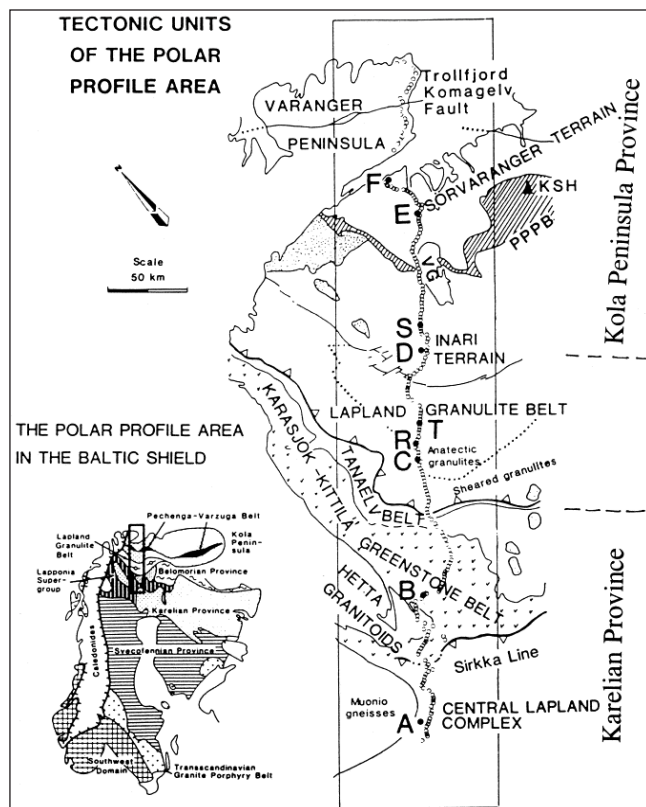 TECTONIC UNITS
OF THE POLAR
PROFILE AREA
Trollfjord
Komagelv
Fault
VARANGER
PENINSULA
SORVARANGER TERRAIN
F
E
KSH
PPPB
VG
N
Scale
50 km
S
D
INARI
TERRAIN
Kola Peninsula Province
LAPLAND GRANULITE BELT
T
R
C
Anatectic
granulites
Sheared granulites
KARASJOK-KITTILÄ
GREENSTONE BELT
TANAELV BELT
HETTA
GRANITOIDS
B
Sirkka Line
Muonio
gneisses
A
CENTRAL LAPLAND
COMPLEX
Karelian Province
THE POLAR PROFILE AREA
IN THE BALTIC SHIELD
Pechenga-Varzuga Belt
Lapland
Granulite
Belt
Kola
Penin-
sula
Lapponia
Super-
group
Belomorian Province
Karelian Province
Svecofennian Province
Caledonides
Southwest
Domain
Transscandinavian
Granite Porphyry Belt